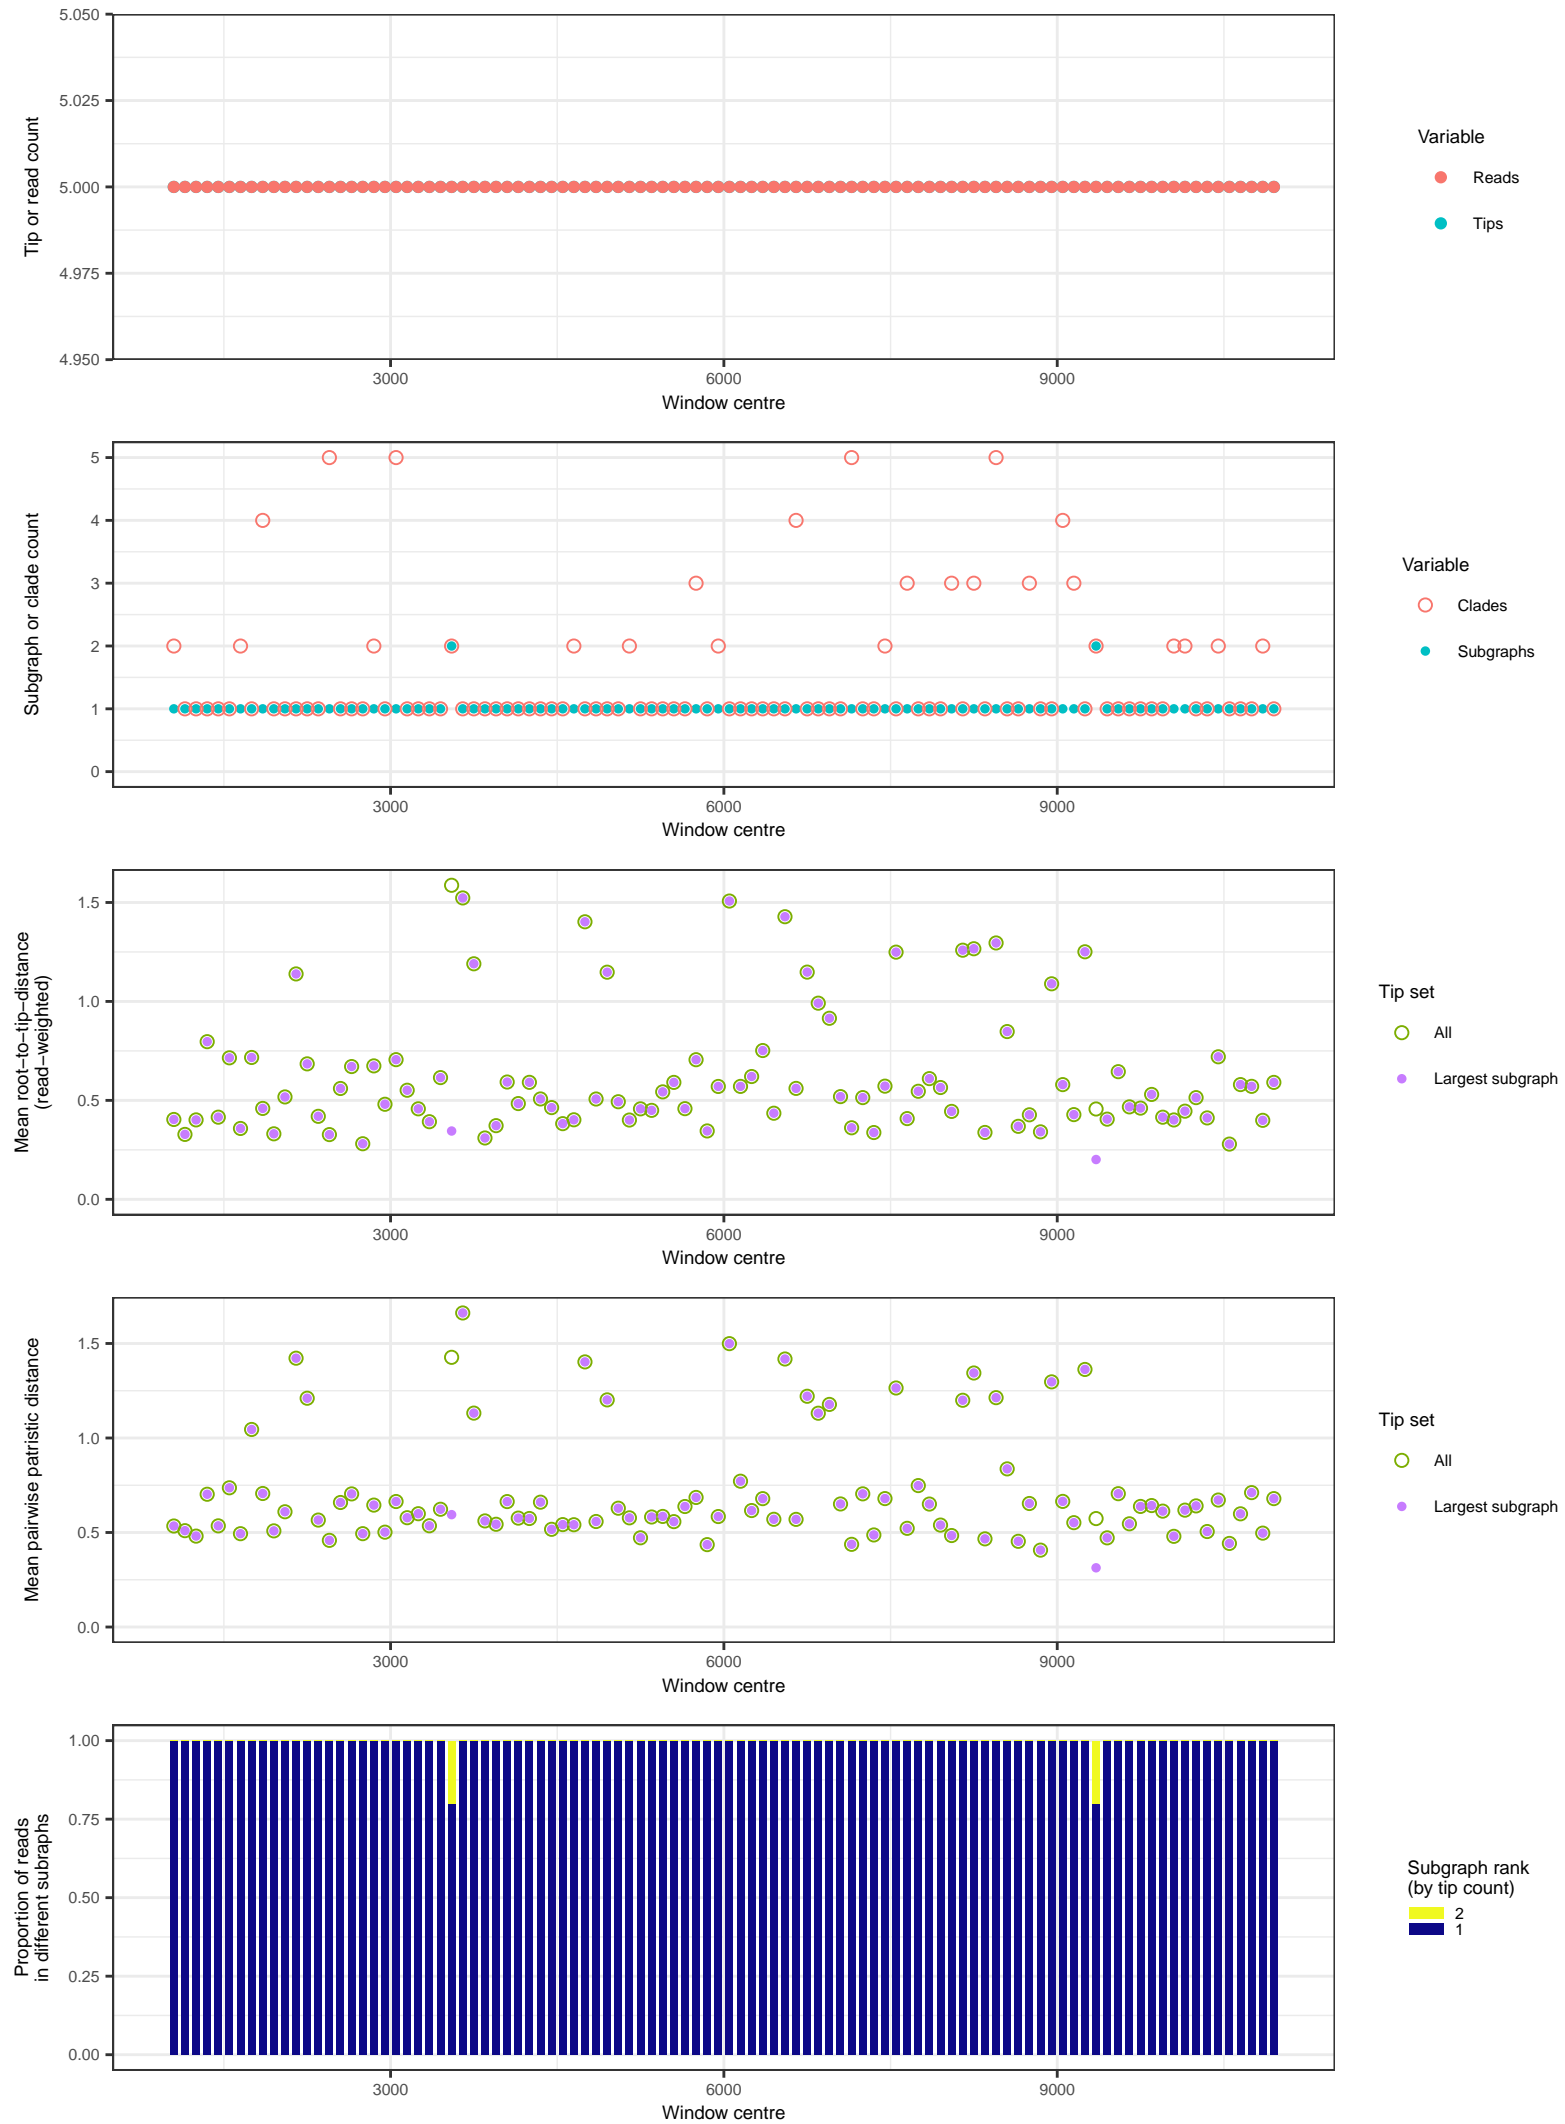 5.050
5.025
5.000
4.975
4.950
Tip or read count
3000
6000
9000
Window centre
Variable
Reads
Tips
5
4
3
2
1
0
Subgraph or clade count
3000
6000
9000
Window centre
Variable
Clades
Subgraphs
1.5
1.0
0.5
0.0
Mean root−to−tip−distance
(read−weighted)
3000
6000
9000
Window centre
Tip set
All
Largest subgraph
1.5
1.0
0.5
0.0
Mean pairwise patristic distance
3000
6000
9000
Window centre
Tip set
All
Largest subgraph
1.00
0.75
0.50
0.25
0.00
Proportion of reads
in different subraphs
3000
6000
9000
Window centre
Subgraph rank
(by tip count)
2
1